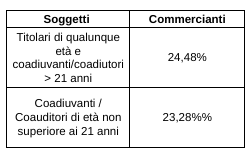 Soggetti Commercianti
Titolari di qualunque
età e
coadiuvanti/coadiutori
> 21 anni
24,48%
Coadiuvanti /
Coauditori di età non
superiore ai 21 anni
23,28%%